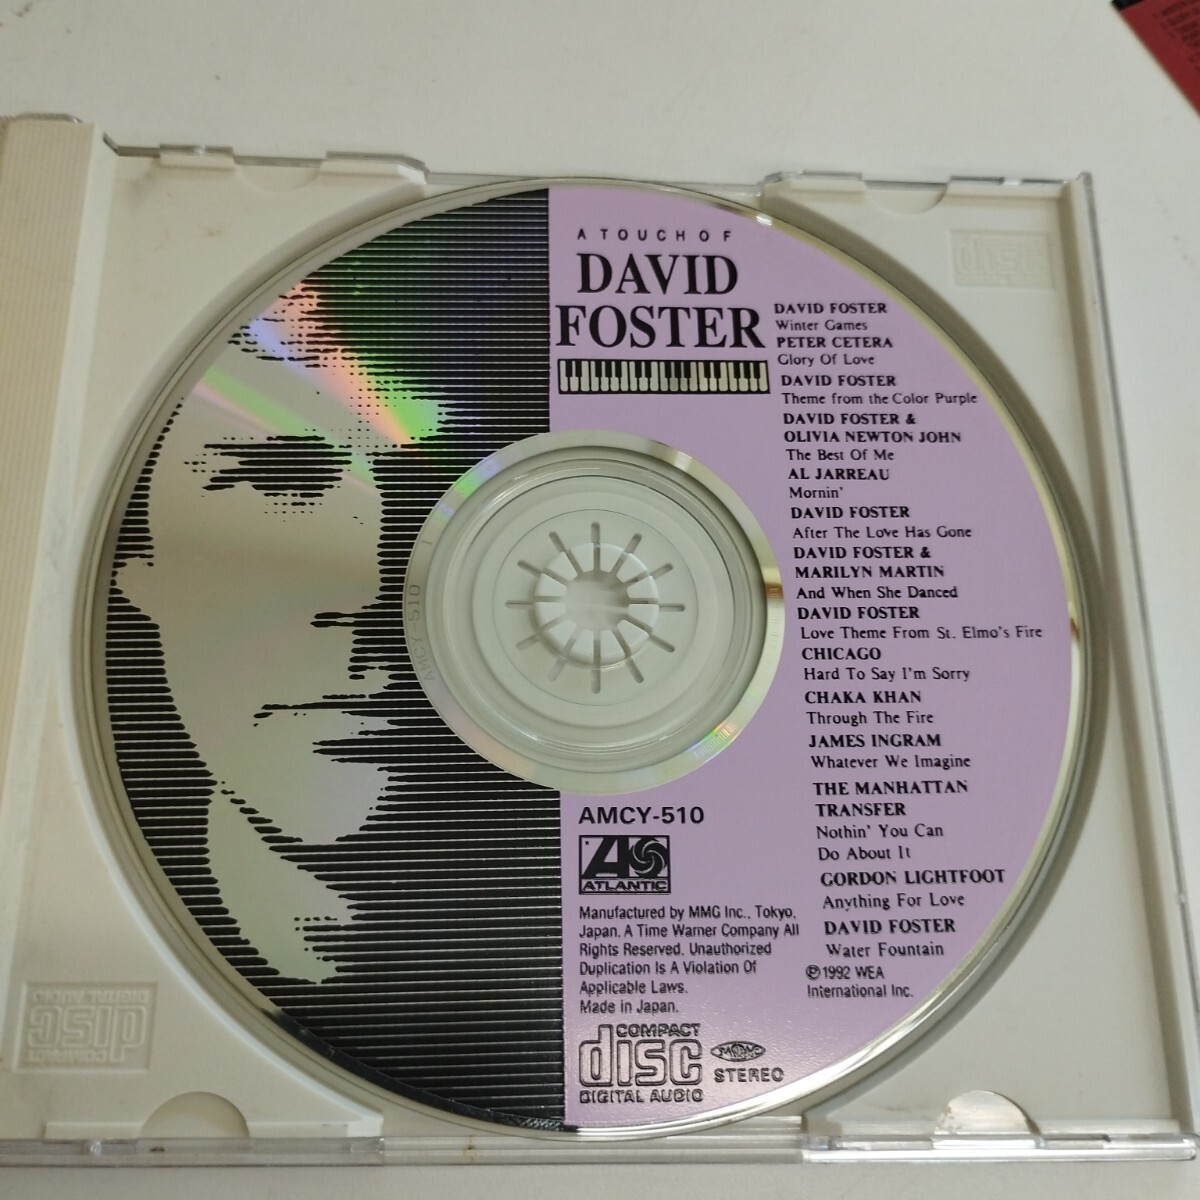 A TOUCH OF
DAVID
FOSTER
DAVID FOSTER
Winter Games
PETER CETERA
Glory Of Love
DAVID FOSTER
Theme from the Color Purple
DAVID FOSTER &
OLIVIA NEWTON JOHN
The Best Of Me
AL JARREAU
Mornin'
DAVID FOSTER
After The Love Has Gone
DAVID FOSTER &
MARILYN MARTIN
And When She Danced
DAVID FOSTER
Love Theme From St. Elmo's Fire
CHICAGO
Hard To Say I'm Sorry
CHAKA KHAN
Through The Fire
JAMES INGRAM
Whatever We Imagine
THE MANHATTAN
TRANSFER
Nothin' You Can
Do About It
GORDON LIGHTFOOT
Anything For Love
DAVID FOSTER
Water Fountain
℗1992 WEA
International Inc.
AMCY-510
ATLANTIC
Manufactured by MMG Inc., Tokyo,
Japan. A Time Warner Company All
Rights Reserved. Unauthorized
Duplication Is A Violation Of
Applicable Laws.
Made in Japan.
COMPACT
disc
DIGITAL AUDIO
STEREO
AMCY-510 1
disc
COMPACT
disc
DIGITAL AUDIO